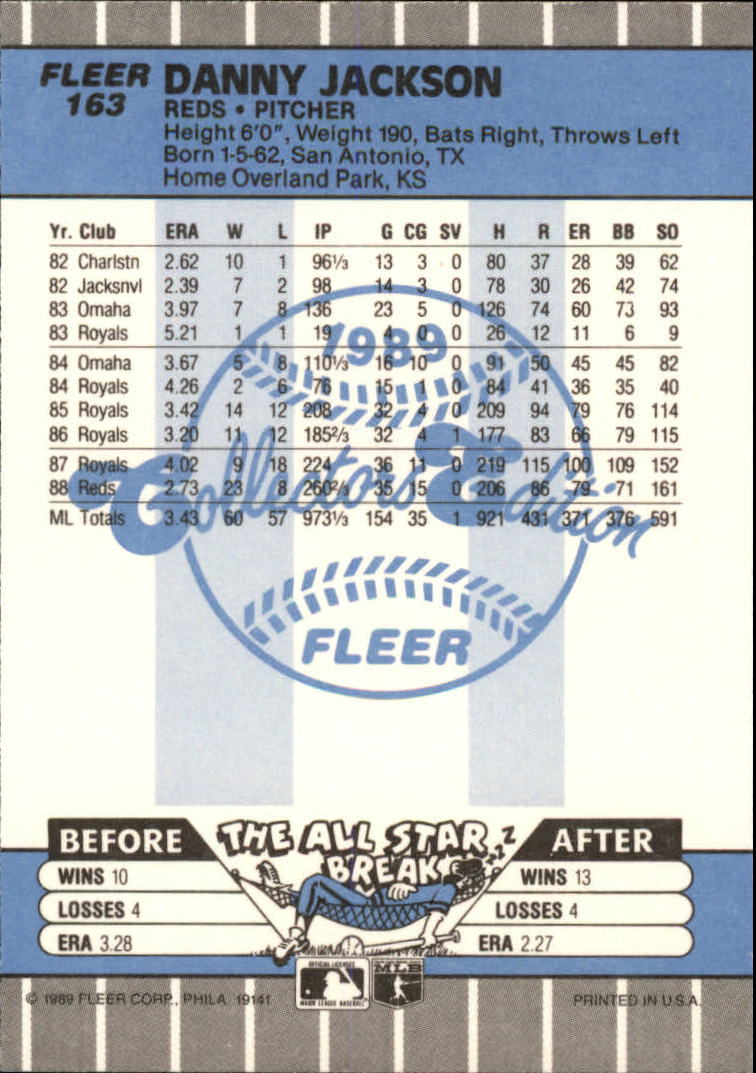 FLEER
163
DANNY JACKSON
REDS • PITCHER
Height 6'0", Weight 190, Bats Right, Throws Left
Born 1-5-62, San Antonio, TX
Home Overland Park, KS
Yr. Club ERA W L IP G CG SV H R ER BB SO
82 Charlstn 2.62 10 1 96⅓ 13 3 0 80 37 28 39 62
82 Jacksnvl 2.39 7 2 98 14 3 0 78 30 26 42 74
83 Omaha 3.97 7 8 136 23 5 0 126 74 60 73 93
83 Royals 5.21 1 1 19 4 0 0 26 12 11 6 9
84 Omaha 3.67 5 8 110⅓ 16 10 0 91 50 45 45 82
84 Royals 4.26 2 6 76 15 1 0 84 41 36 35 40
85 Royals 3.42 14 12 208 32 4 0 209 94 79 76 114
86 Royals 3.20 11 12 185⅔ 32 4 1 177 83 66 79 115
87 Royals 4.02 9 18 224 36 11 0 219 115 100 109 152
88 Reds 2.73 23 8 260⅔ 35 15 0 206 86 79 71 161
ML Totals 3.43 60 57 973⅓ 154 35 1 921 431 371 376 591
1989
Collectors Edition
FLEER
BEFORE THE ALL STAR BREAK AFTER
Z Z Z
WINS 10 WINS 13
LOSSES 4 LOSSES 4
ERA 3.28 ERA 2.27
OFFICIAL LICENSEE
MAJOR LEAGUE BASEBALL
MLB
© 1989 FLEER CORP., PHILA. 19141 PRINTED IN U.S.A.